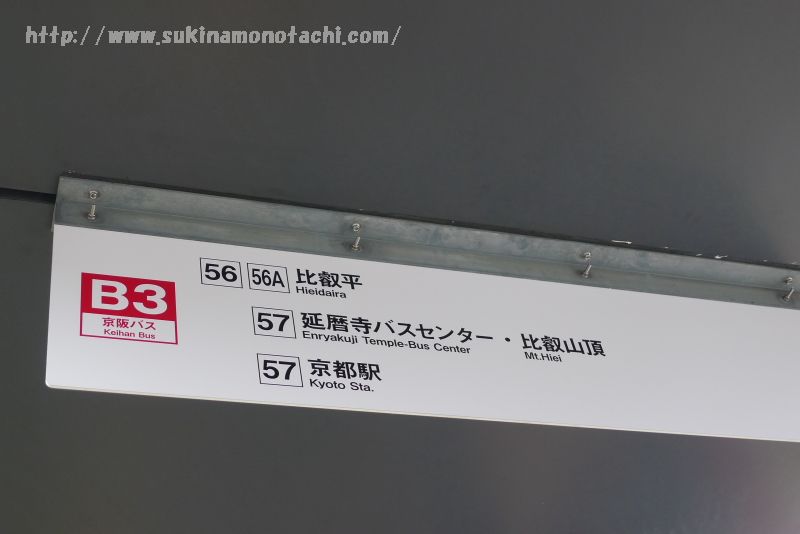 http://www.sukinamonotachi.com/
B3
京阪バス
Keihan Bus
56 56A 比叡平
Hieidaira
57 延暦寺バスセンター・比叡山頂
Enryakuji Temple-Bus Center Mt.Hiei
57 京都駅
Kyoto Sta.